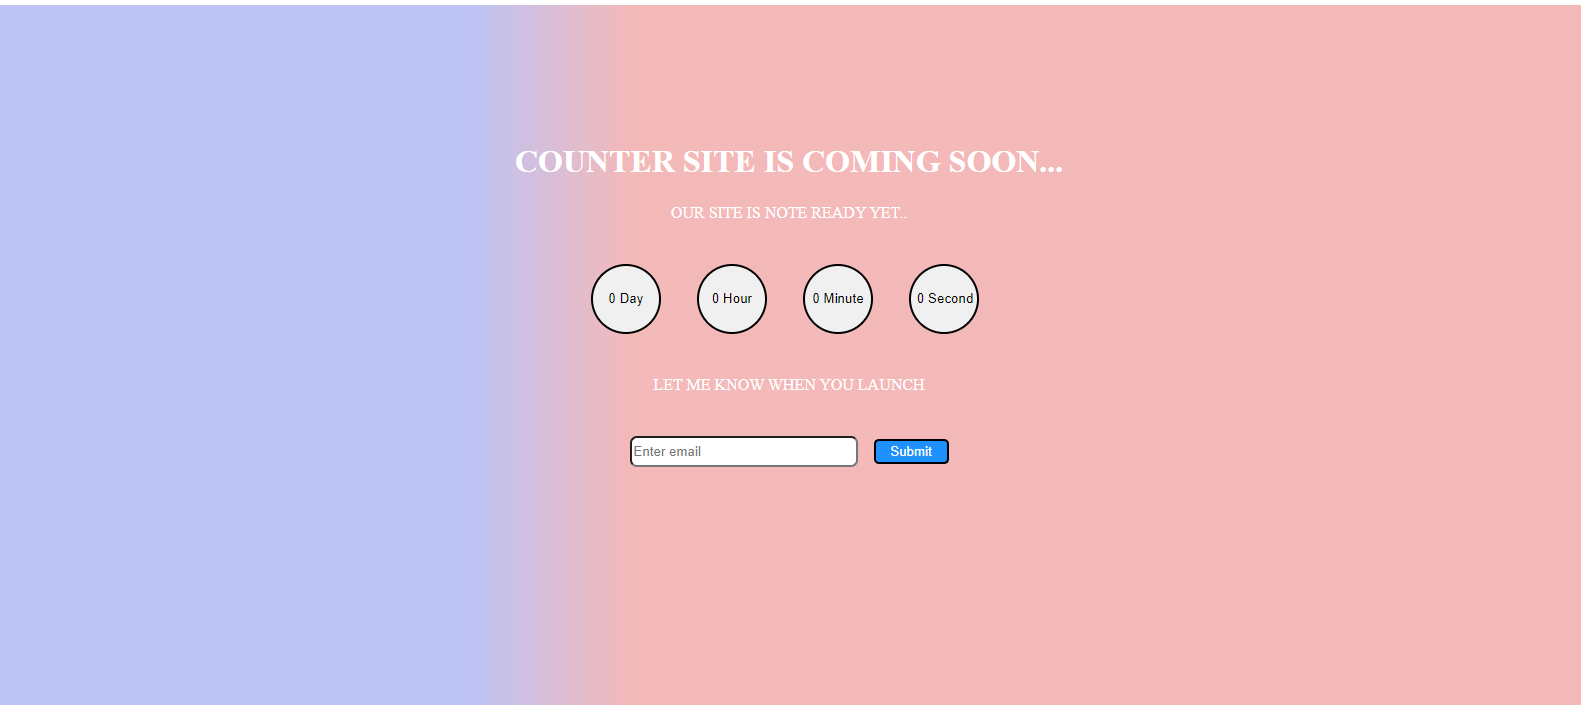 COUNTER SITE IS COMING SOON...
OUR SITE IS NOTE READY YET..
0 Day 0 Hour 0 Minute 0 Second
LET ME KNOW WHEN YOU LAUNCH
Enter email Submit